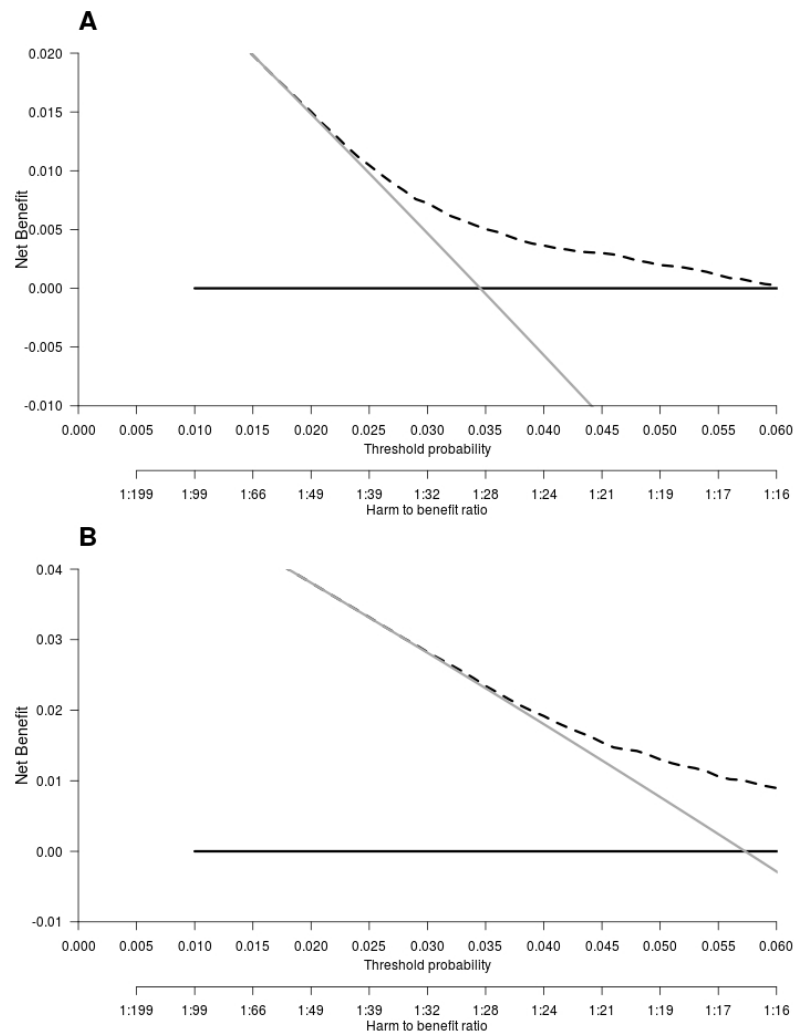 A
0.020
0.015
0.010
0.005
0.000
-0.005
-0.010
Net Benefit
0.000 0.005 0.010 0.015 0.020 0.025 0.030 0.035 0.040 0.045 0.050 0.055 0.060
Threshold probability
1:199 1:99 1:66 1:49 1:39 1:32 1:28 1:24 1:21 1:19 1:17 1:16
Harm to benefit ratio
B
0.04
0.03
0.02
0.01
0.00
-0.01
Net Benefit
0.000 0.005 0.010 0.015 0.020 0.025 0.030 0.035 0.040 0.045 0.050 0.055 0.060
Threshold probability
1:199 1:99 1:66 1:49 1:39 1:32 1:28 1:24 1:21 1:19 1:17 1:16
Harm to benefit ratio